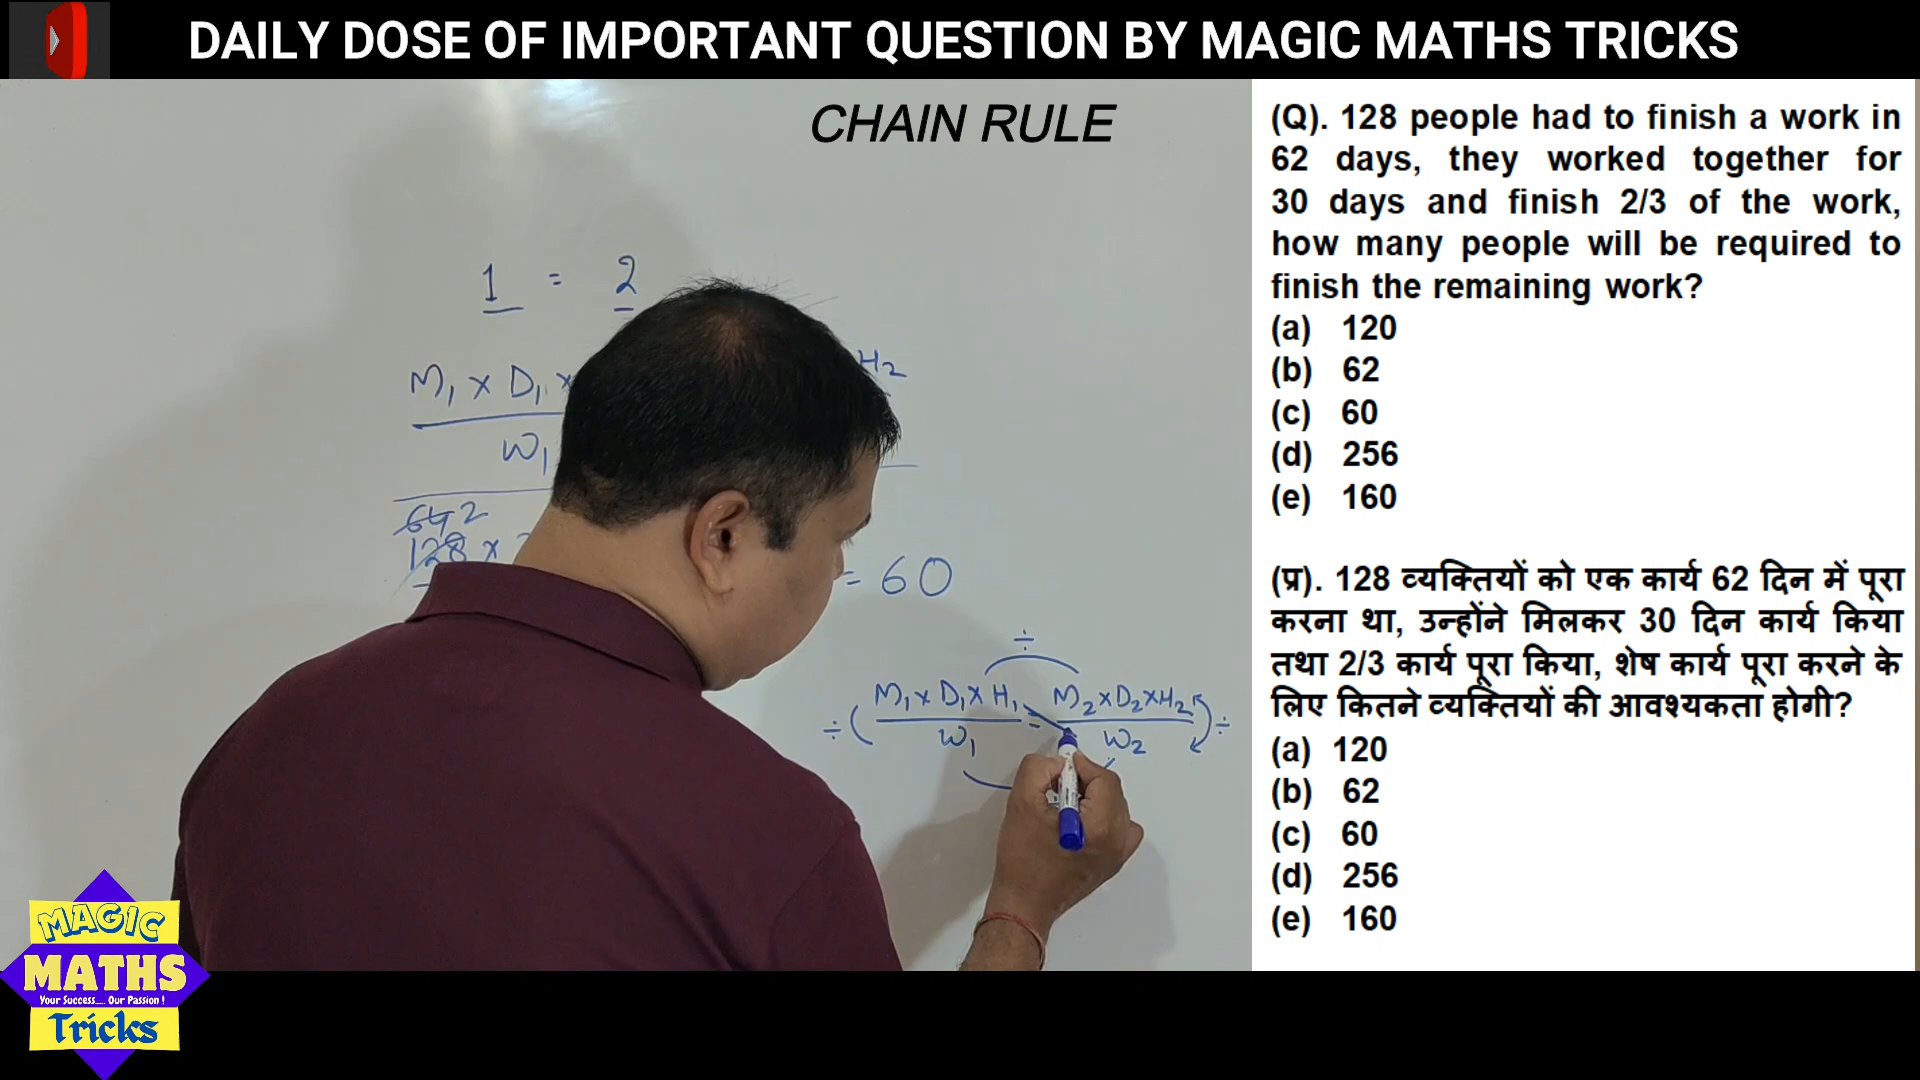 DAILY DOSE OF IMPORTANT QUESTION BY MAGIC MATHS TRICKS
CHAIN RULE
1 = 2
M₁ × D₁ ×
H₂
W₁
64 2
128 ×
= 60
÷
M₁ × D₁ × H₁ = M₂ × D₂ × H₂
÷ ÷
W₁ W₂
(Q). 128 people had to finish a work in
62 days, they worked together for
30 days and finish 2/3 of the work,
how many people will be required to
finish the remaining work?
(a) 120
(b) 62
(c) 60
(d) 256
(e) 160
(प्र). 128 व्यक्तियों को एक कार्य 62 दिन में पूरा
करना था, उन्होंने मिलकर 30 दिन कार्य किया
तथा 2/3 कार्य पूरा किया, शेष कार्य पूरा करने के
लिए कितने व्यक्तियों की आवश्यकता होगी?
(a) 120
(b) 62
(c) 60
(d) 256
(e) 160
MAGIC
MATHS
Your Success.... Our Passion !
Tricks